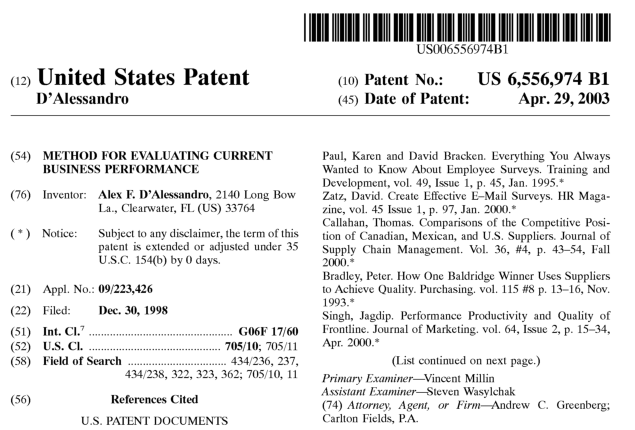 US006556974B1
(12) United States Patent
D'Alessandro
(10) Patent No.: US 6,556,974 B1
(45) Date of Patent: Apr. 29, 2003
(54) METHOD FOR EVALUATING CURRENT
BUSINESS PERFORMANCE
(76) Inventor: Alex F. D'Alessandro, 2140 Long Bow
La., Clearwater, FL (US) 33764
( * ) Notice: Subject to any disclaimer, the term of this
patent is extended or adjusted under 35
U.S.C. 154(b) by 0 days.
(21) Appl. No.: 09/223,426
(22) Filed: Dec. 30, 1998
(51) Int. Cl.7 ........................................ G06F 17/60
(52) U.S. Cl. ........................................ 705/10; 705/11
(58) Field of Search ........................... 434/236, 237,
434/238, 322, 323, 362; 705/10, 11
(56) References Cited
U.S. PATENT DOCUMENTS
Paul, Karen and David Bracken. Everything You Always
Wanted to Know About Employee Surveys. Training and
Development, vol. 49, Issue 1, p. 45, Jan. 1995.*
Zatz, David. Create Effective E–Mail Surveys. HR Maga-
zine, vol. 45 Issue 1, p. 97, Jan. 2000.*
Callahan, Thomas. Comparisons of the Competitive Posi-
tion of Canadian, Mexican, and U.S. Suppliers. Journal of
Supply Chain Management. Vol. 36, #4, p. 43–54, Fall
2000.*
Bradley, Peter. How One Baldridge Winner Uses Suppliers
to Achieve Quality. Purchasing. vol. 115 #8 p. 13–16, Nov.
1993.*
Singh, Jagdip. Performance Productivity and Quality of
Frontline. Journal of Marketing. vol. 64, Issue 2, p. 15–34,
Apr. 2000.*
(List continued on next page.)
Primary Examiner—Vincent Millin
Assistant Examiner—Steven Wasylchak
(74) Attorney, Agent, or Firm—Andrew C. Greenberg;
Carlton Fields, P.A.